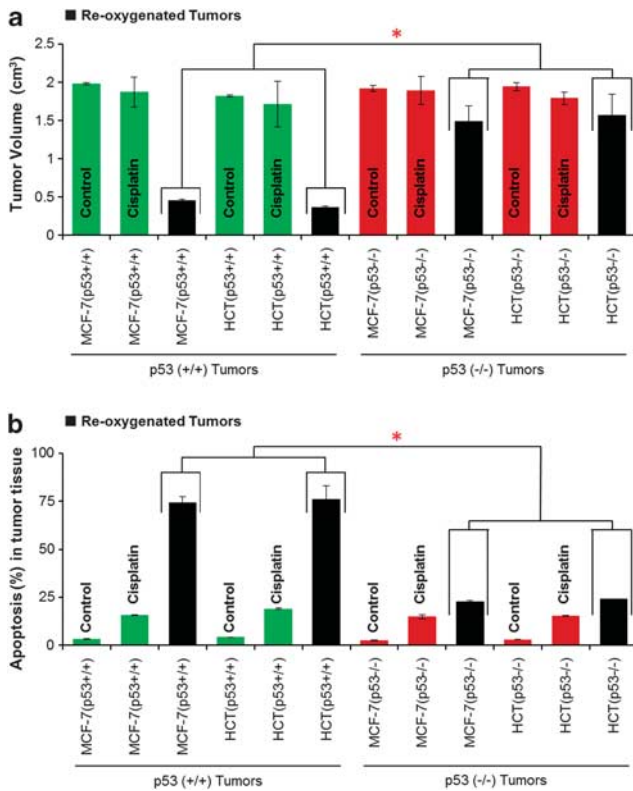 a
■ Re-oxygenated Tumors
*
Tumor Volume (cm³)
2.5
2
1.5
1
0.5
0
Control
Cisplatin
Control
Cisplatin
Control
Cisplatin
Control
Cisplatin
MCF-7(p53+/+)
MCF-7(p53+/+)
MCF-7(p53+/+)
HCT(p53+/+)
HCT(p53+/+)
HCT(p53+/+)
MCF-7(p53-/-)
MCF-7(p53-/-)
MCF-7(p53-/-)
HCT(p53-/-)
HCT(p53-/-)
HCT(p53-/-)
p53 (+/+) Tumors
p53 (-/-) Tumors
b
■ Re-oxygenated Tumors
*
Apoptosis (%) in tumor tissue
100
75
50
25
0
Control
Cisplatin
Control
Cisplatin
Control
Cisplatin
Control
Cisplatin
MCF-7(p53+/+)
MCF-7(p53+/+)
MCF-7(p53+/+)
HCT(p53+/+)
HCT(p53+/+)
HCT(p53+/+)
MCF-7(p53-/-)
MCF-7(p53-/-)
MCF-7(p53-/-)
HCT(p53-/-)
HCT(p53-/-)
HCT(p53-/-)
p53 (+/+) Tumors
p53 (-/-) Tumors